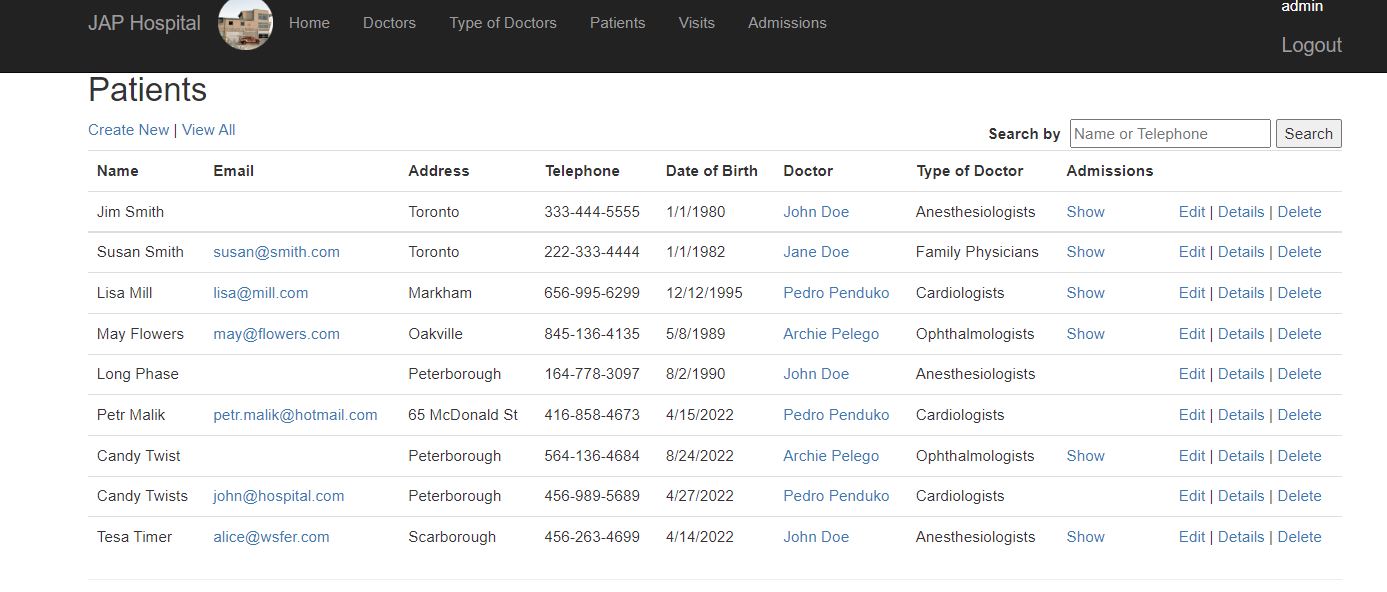 JAP Hospital Home Doctors Type of Doctors Patients Visits Admissions admin
Logout
Patients
Create New | View All Search by Name or Telephone Search
Name Email Address Telephone Date of Birth Doctor Type of Doctor Admissions
Jim Smith Toronto 333-444-5555 1/1/1980 John Doe Anesthesiologists Show Edit | Details | Delete
Susan Smith susan@smith.com Toronto 222-333-4444 1/1/1982 Jane Doe Family Physicians Show Edit | Details | Delete
Lisa Mill lisa@mill.com Markham 656-995-6299 12/12/1995 Pedro Penduko Cardiologists Show Edit | Details | Delete
May Flowers may@flowers.com Oakville 845-136-4135 5/8/1989 Archie Pelego Ophthalmologists Show Edit | Details | Delete
Long Phase Peterborough 164-778-3097 8/2/1990 John Doe Anesthesiologists Edit | Details | Delete
Petr Malik petr.malik@hotmail.com 65 McDonald St 416-858-4673 4/15/2022 Pedro Penduko Cardiologists Edit | Details | Delete
Candy Twist Peterborough 564-136-4684 8/24/2022 Archie Pelego Ophthalmologists Show Edit | Details | Delete
Candy Twists john@hospital.com Peterborough 456-989-5689 4/27/2022 Pedro Penduko Cardiologists Edit | Details | Delete
Tesa Timer alice@wsfer.com Scarborough 456-263-4699 4/14/2022 John Doe Anesthesiologists Show Edit | Details | Delete